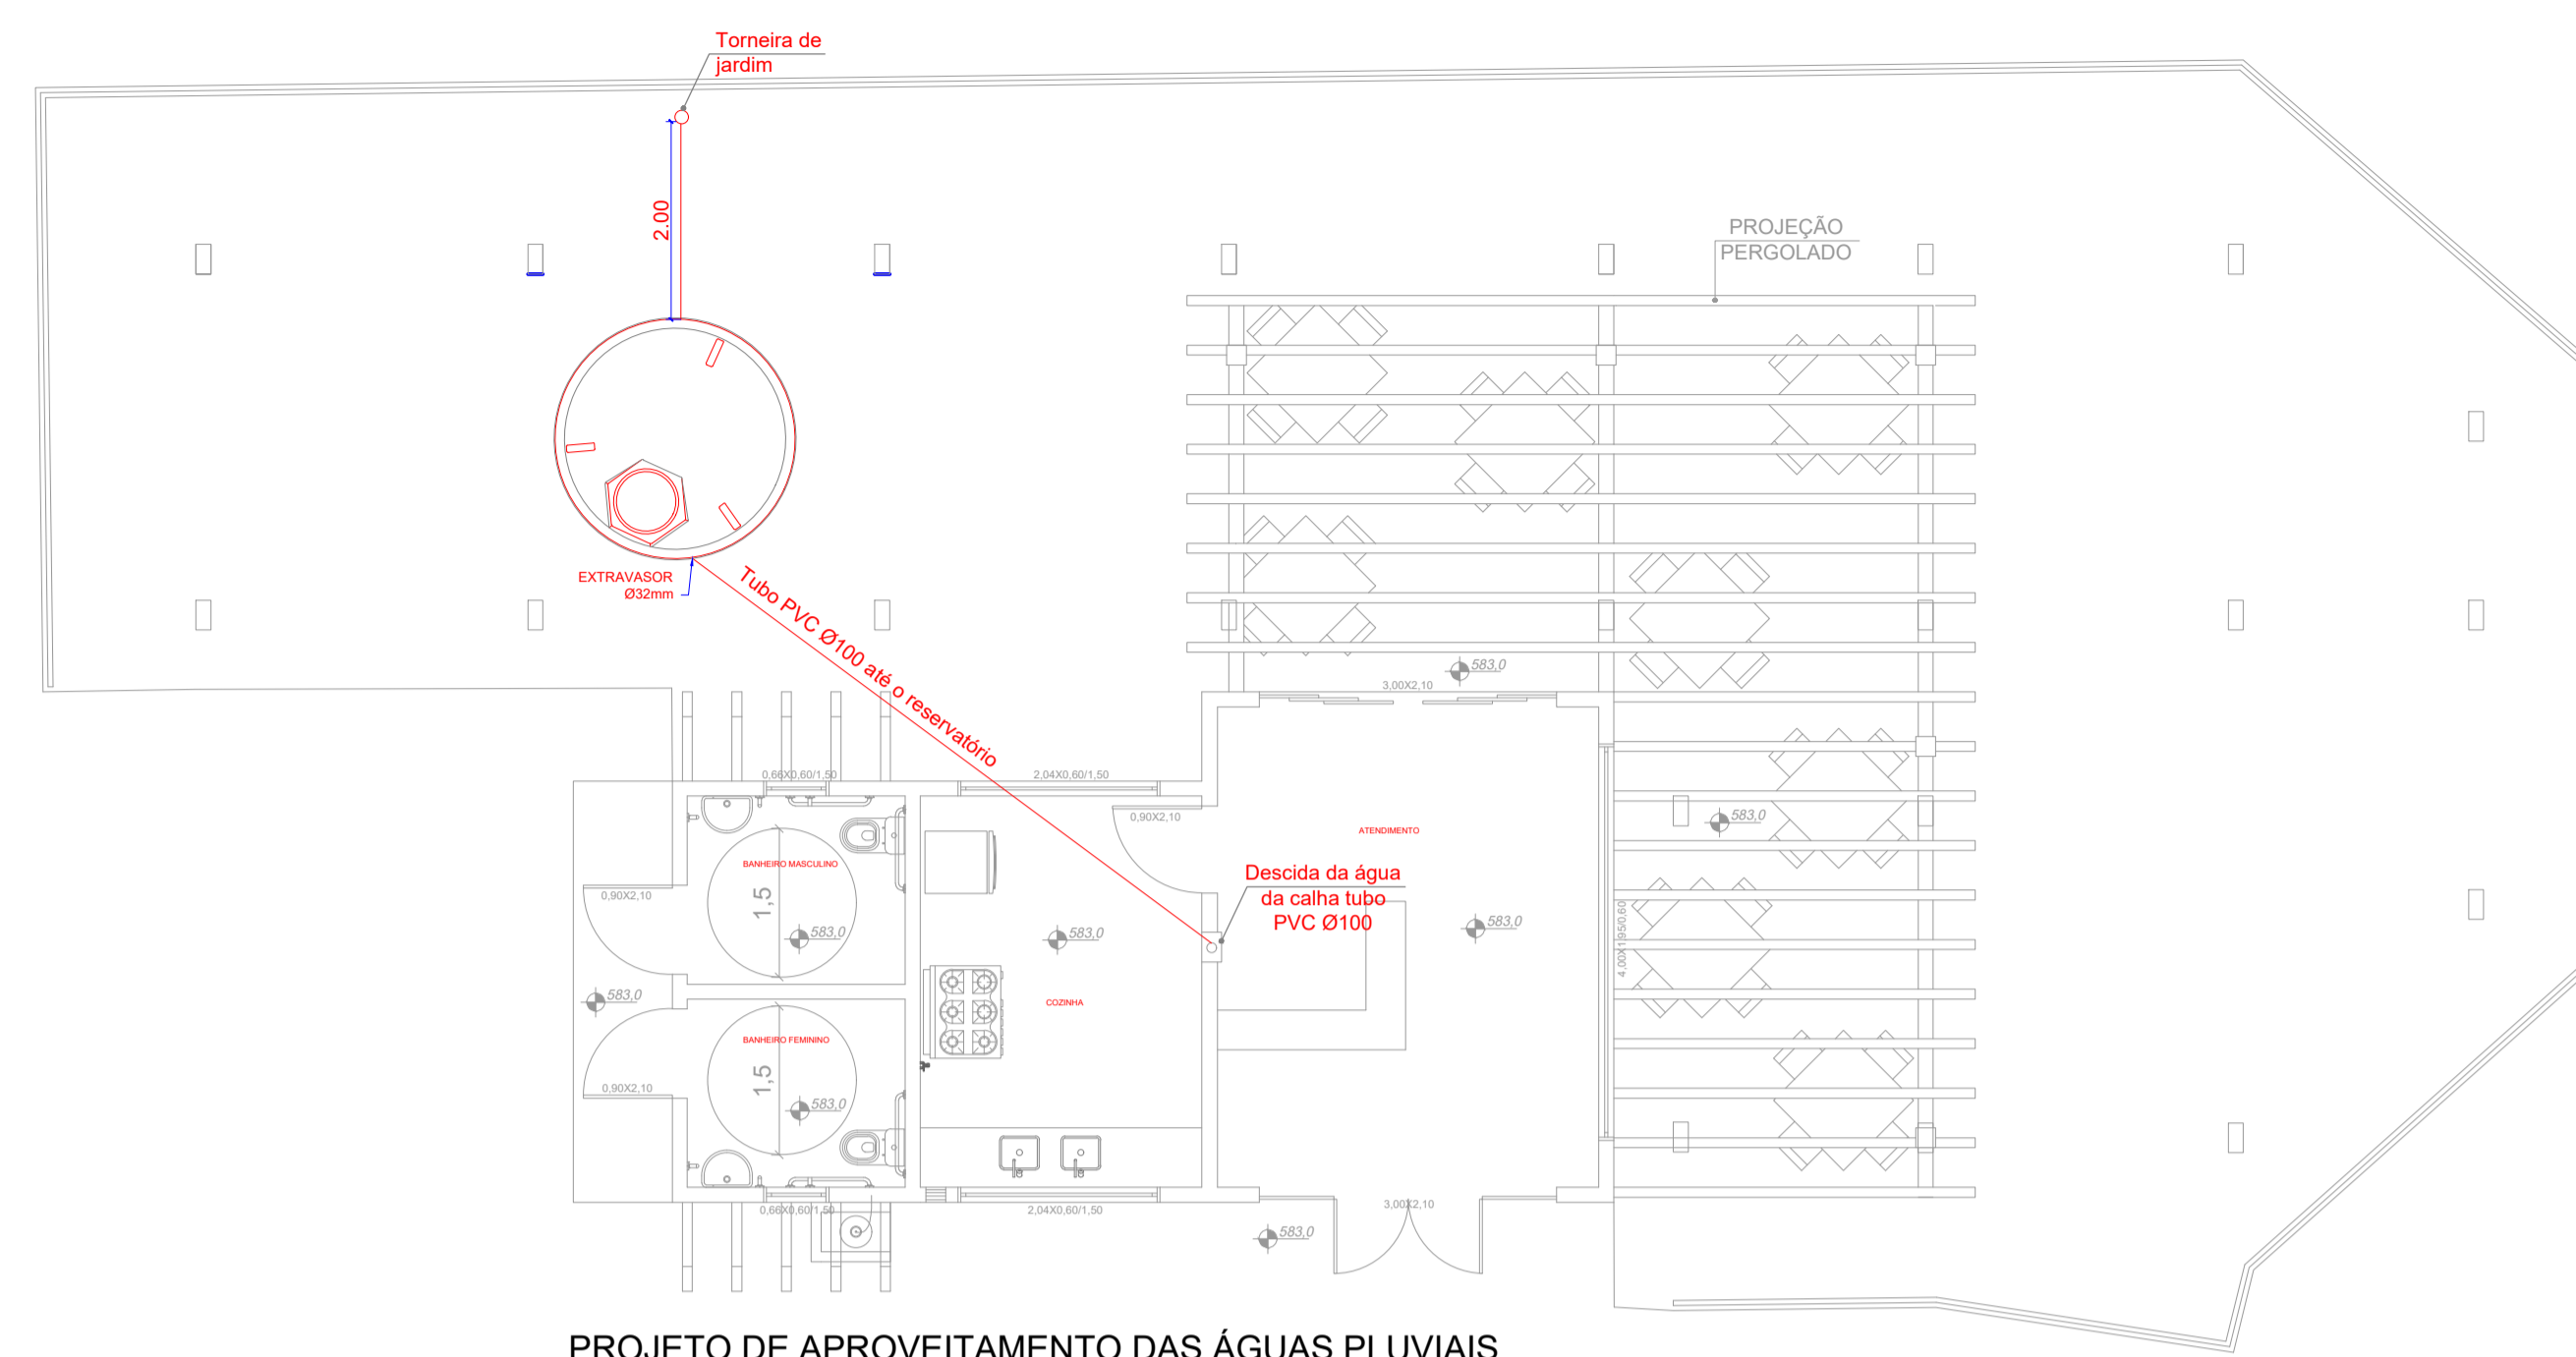 Torneira de
jardim
2.00
PROJEÇÃO
PERGOLADO
EXTRAVASOR
Ø32mm
Tubo PVC Ø100 até o reservatório
583,0
3,00X2,10
0,66X0,60/1,50
2,04X0,60/1,50
0,90X2,10
583,0
ATENDIMENTO
BANHEIRO MASCULINO
Descida da água
da calha tubo
PVC Ø100
0,90X2,10
1,5
583,0
583,0
583,0
4,00X1,95/0,60
583,0
COZINHA
BANHEIRO FEMININO
1,5
0,90X2,10
583,0
0,66X0,60/1,50
2,04X0,60/1,50
3,00X2,10
583,0
PROJETO DE APROVEITAMENTO DAS ÁGUAS PLUVIAIS